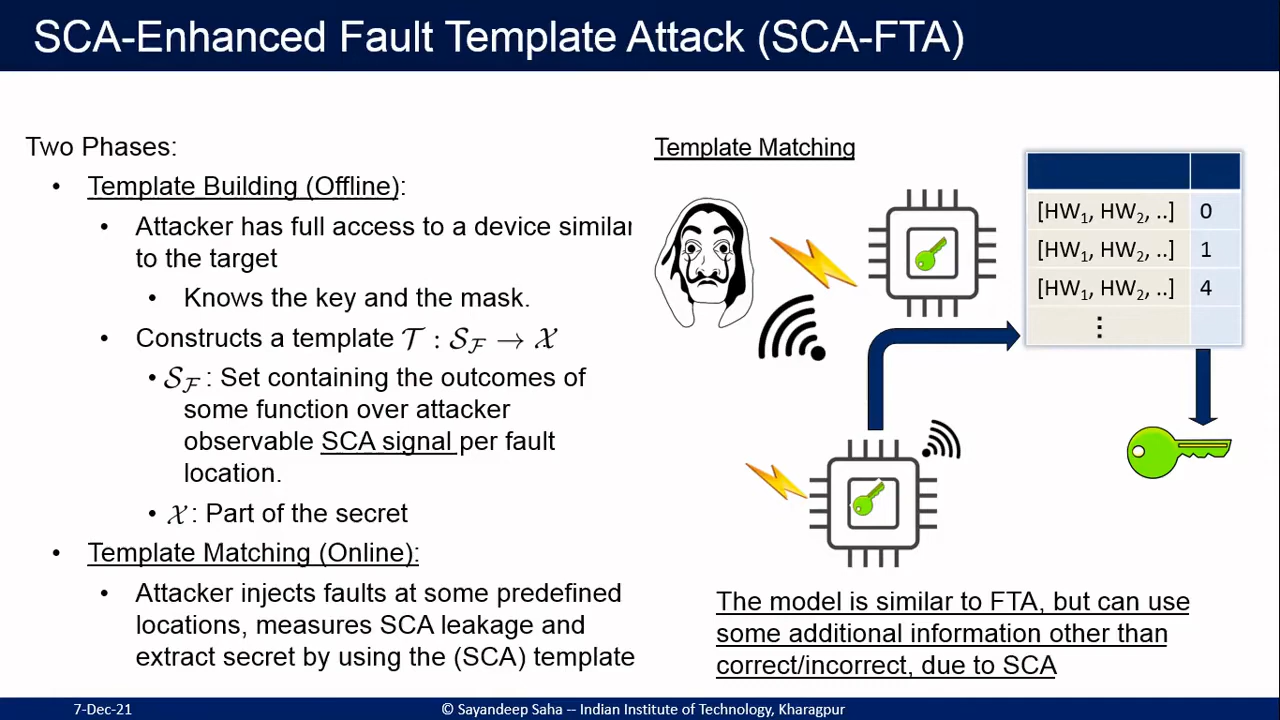 SCA-Enhanced Fault Template Attack (SCA-FTA)
Two Phases:
• Template Building (Offline):
• Attacker has full access to a device similar
to the target
• Knows the key and the mask.
• Constructs a template 𝒯 : 𝒮_ℱ → 𝒳
• 𝒮_ℱ : Set containing the outcomes of
some function over attacker
observable SCA signal per fault
location.
• 𝒳 : Part of the secret
• Template Matching (Online):
• Attacker injects faults at some predefined
locations, measures SCA leakage and
extract secret by using the (SCA) template
Template Matching
[HW₁, HW₂, ..] 0
[HW₁, HW₂, ..] 1
[HW₁, HW₂, ..] 4
⋮
The model is similar to FTA, but can use
some additional information other than
correct/incorrect, due to SCA
7-Dec-21
© Sayandeep Saha -- Indian Institute of Technology, Kharagpur